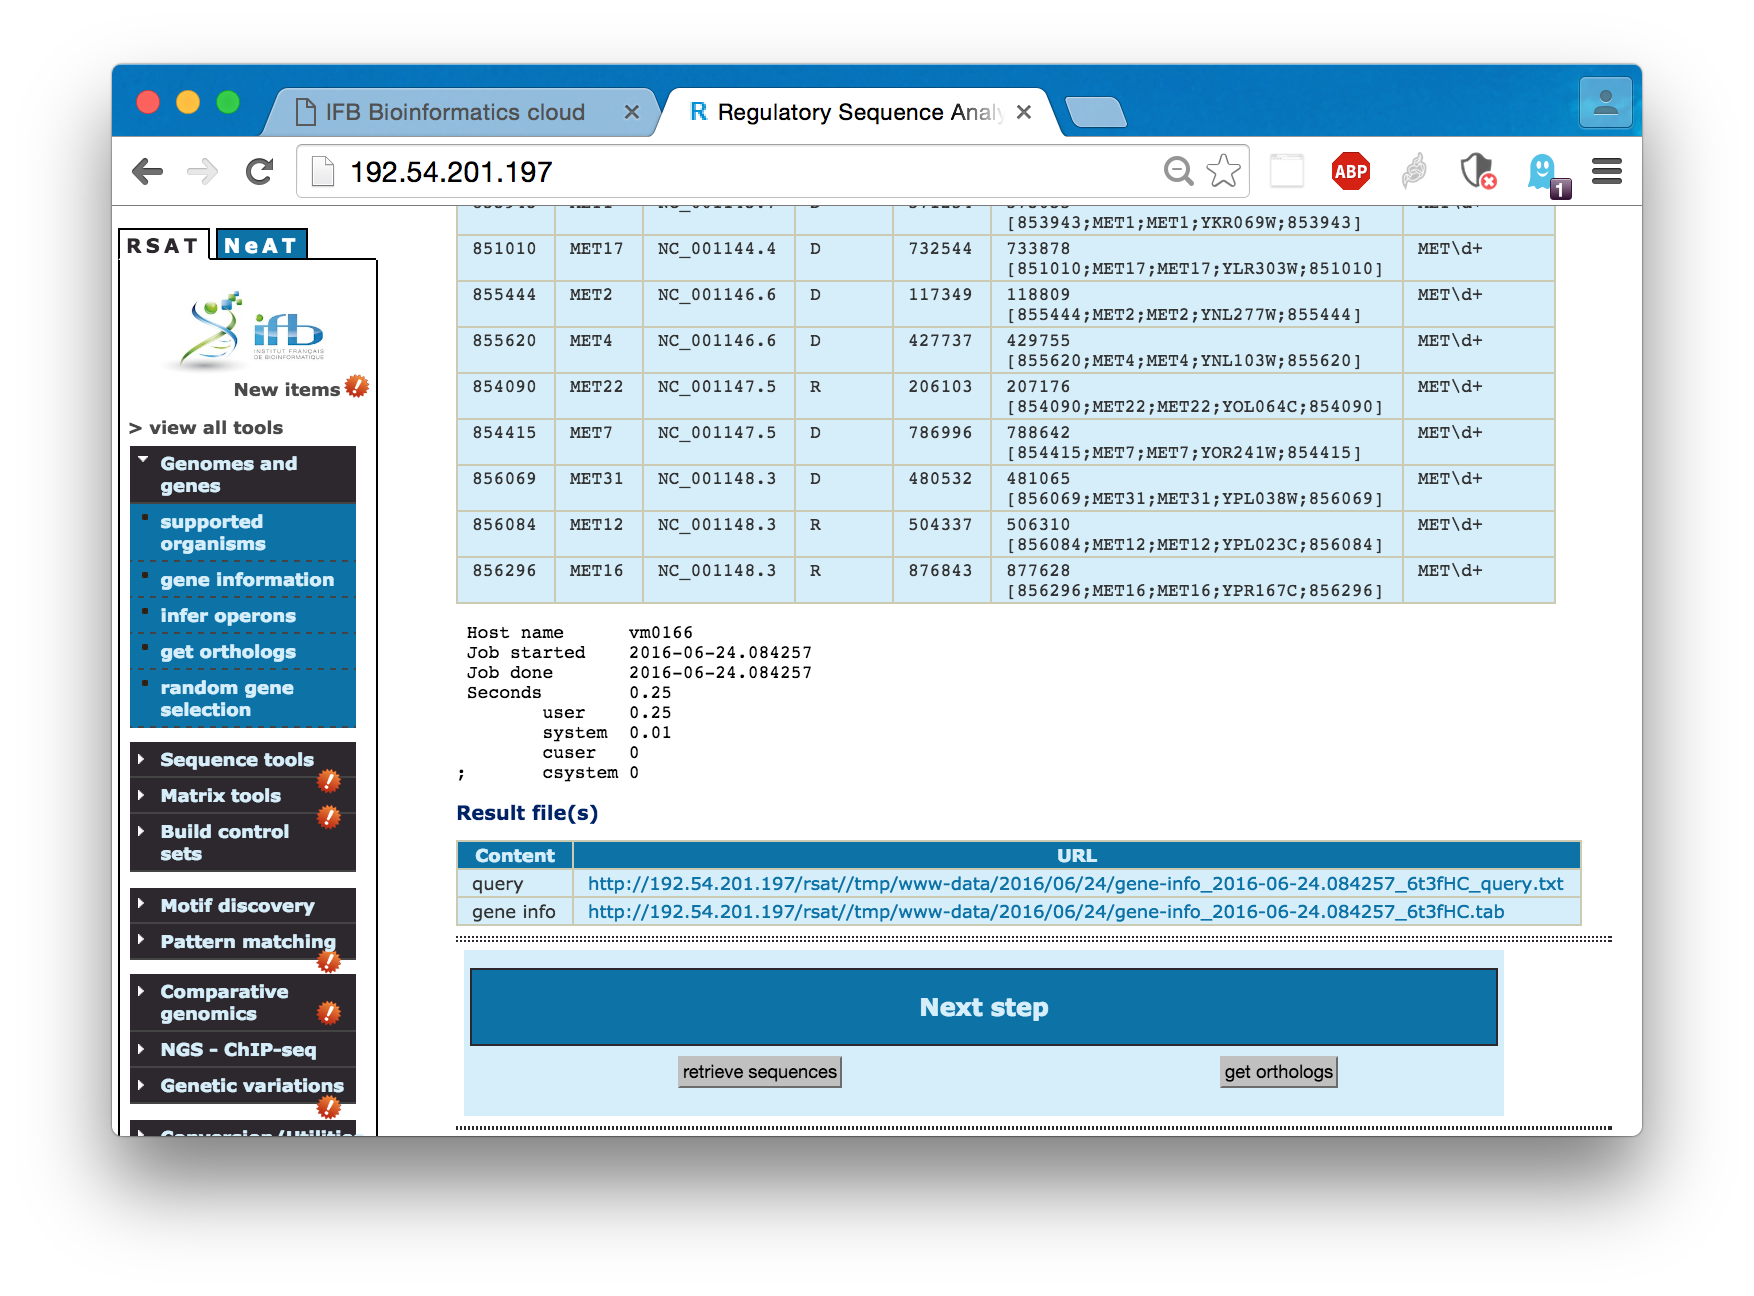 IFB Bioinformatics cloud
R Regulatory Sequence Analy
192.54.201.197
ABP
1
RSAT NeAT
ifb
INSTITUT FRANÇAIS
DE BIOINFORMATIQUE
New items
> view all tools
Genomes and
genes
supported
organisms
gene information
infer operons
get orthologs
random gene
selection
Sequence tools
Matrix tools
Build control
sets
Motif discovery
Pattern matching
Comparative
genomics
NGS - ChIP-seq
Genetic variations
[853943;MET1;MET1;YKR069W;853943]
851010 MET17 NC_001144.4 D 732544 733878 MET\d+
[851010;MET17;MET17;YLR303W;851010]
855444 MET2 NC_001146.6 D 117349 118809 MET\d+
[855444;MET2;MET2;YNL277W;855444]
855620 MET4 NC_001146.6 D 427737 429755 MET\d+
[855620;MET4;MET4;YNL103W;855620]
854090 MET22 NC_001147.5 R 206103 207176 MET\d+
[854090;MET22;MET22;YOL064C;854090]
854415 MET7 NC_001147.5 D 786996 788642 MET\d+
[854415;MET7;MET7;YOR241W;854415]
856069 MET31 NC_001148.3 D 480532 481065 MET\d+
[856069;MET31;MET31;YPL038W;856069]
856084 MET12 NC_001148.3 R 504337 506310 MET\d+
[856084;MET12;MET12;YPL023C;856084]
856296 MET16 NC_001148.3 R 876843 877628 MET\d+
[856296;MET16;MET16;YPR167C;856296]
Host name vm0166
Job started 2016-06-24.084257
Job done 2016-06-24.084257
Seconds 0.25
user 0.25
system 0.01
cuser 0
; csystem 0
Result file(s)
Content URL
query http://192.54.201.197/rsat//tmp/www-data/2016/06/24/gene-info_2016-06-24.084257_6t3fHC_query.txt
gene info http://192.54.201.197/rsat//tmp/www-data/2016/06/24/gene-info_2016-06-24.084257_6t3fHC.tab
Next step
retrieve sequences get orthologs